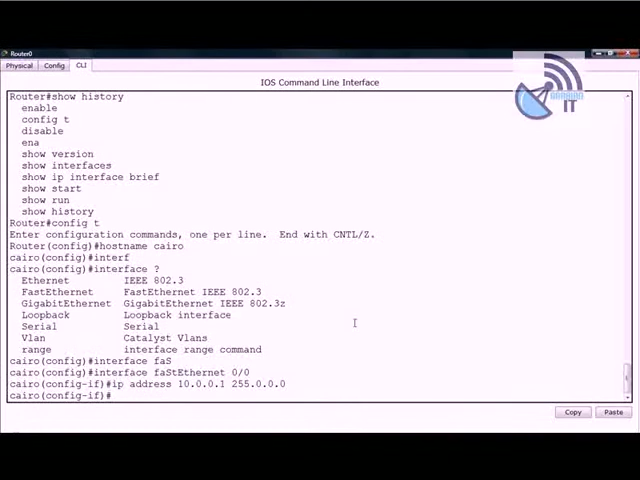 Router0
Physical Config CLI
IOS Command Line Interface
Router#show history
enable
config t
disable
ena
show version
show interfaces
show ip interface brief
show start
show run
show history
Router#config t
Enter configuration commands, one per line.  End with CNTL/Z.
Router(config)#hostname cairo
cairo(config)#interf
cairo(config)#interface ?
Ethernet IEEE 802.3
FastEthernet FastEthernet IEEE 802.3
GigabitEthernet GigabitEthernet IEEE 802.3z
Loopback Loopback interface
Serial Serial
Vlan Catalyst Vlans
range interface range command
cairo(config)#interface faS
cairo(config)#interface faStEthernet 0/0
cairo(config-if)#ip address 10.0.0.1 255.0.0.0
cairo(config-if)#
Copy Paste
IT